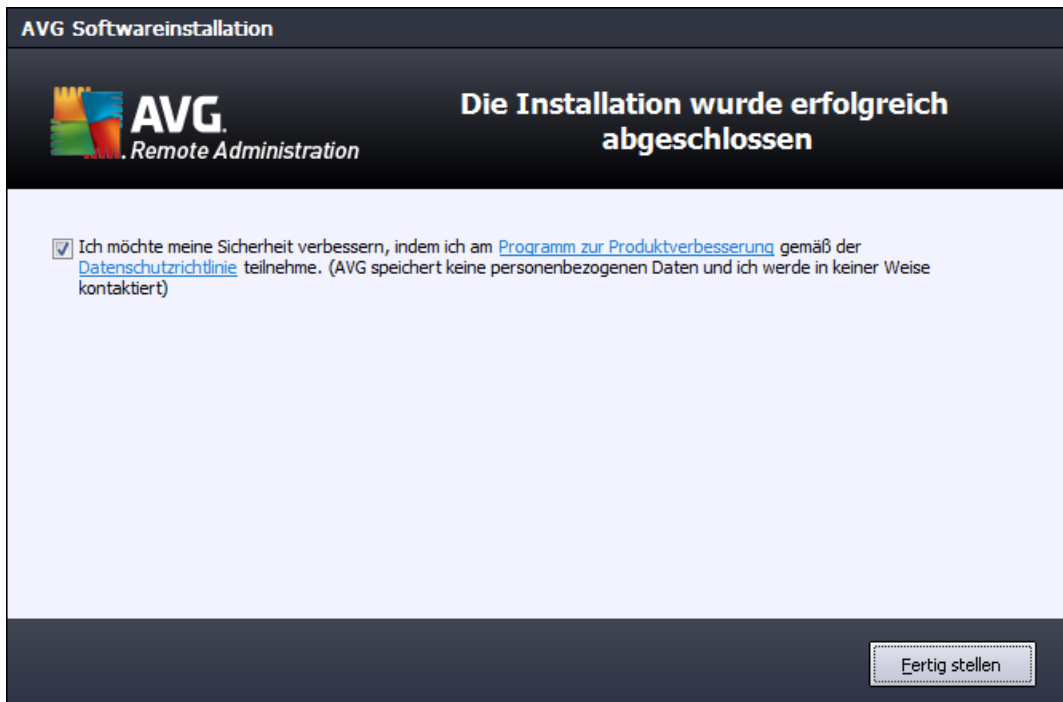 AVG Softwareinstallation
AVG.
Remote Administration
Die Installation wurde erfolgreich
abgeschlossen
Ich möchte meine Sicherheit verbessern, indem ich am Programm zur Produktverbesserung gemäß der
Datenschutzrichtlinie teilnehme. (AVG speichert keine personenbezogenen Daten und ich werde in keiner Weise
kontaktiert)
Fertig stellen